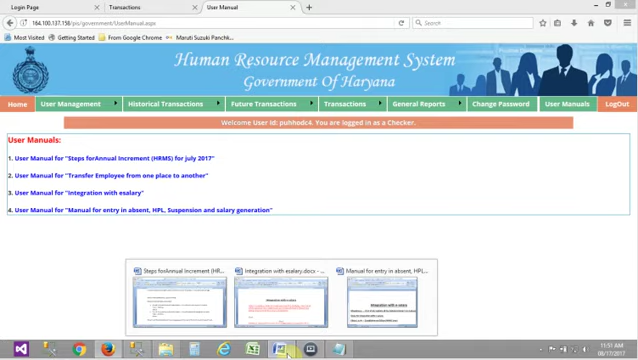 Login Page
Transactions
User Manual
164.100.137.158/pis/government/UserManual.aspx
Search
Most Visited Getting Started From Google Chrome Maruti Suzuki Panchk...
Human Resource Management System
Government Of Haryana
Home User Management Historical Transactions Future Transactions Transactions General Reports Change Password User Manuals LogOut
Welcome User Id: puhhodc4. You are logged in as a Checker.
User Manuals:
1. User Manual for "Steps forAnnual Increment (HRMS) for july 2017"
2. User Manual for "Transfer Employee from one place to another"
3. User Manual for "Integration with esalary"
4. User Manual for "Manual for entry in absent, HPL, Suspension and salary generation"
Steps forAnnual Increment (HR...
Integration with esalary.docx - ...
Manual for entry in absent, HPL...
11:51 AM
08/17/2017